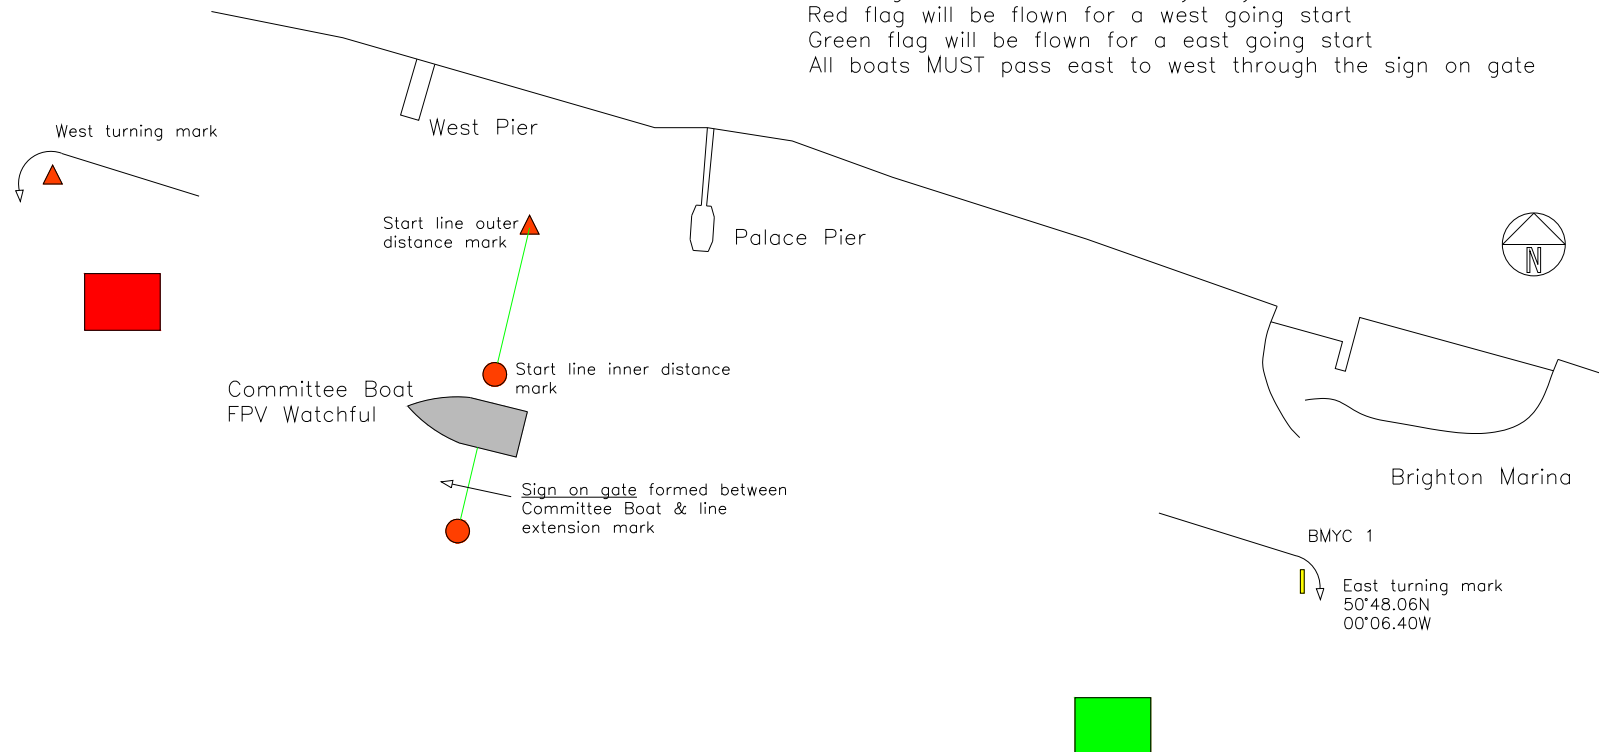 Red flag will be flown for a west going start
Green flag will be flown for a east going start
All boats MUST pass east to west through the sign on gate
West turning mark
West Pier
Start line outer
distance mark
Palace Pier
N
Start line inner distance
mark
Committee Boat
FPV Watchful
Sign on gate formed between
Committee Boat & line
extension mark
Brighton Marina
BMYC 1
East turning mark
50°48.06N
00°06.40W